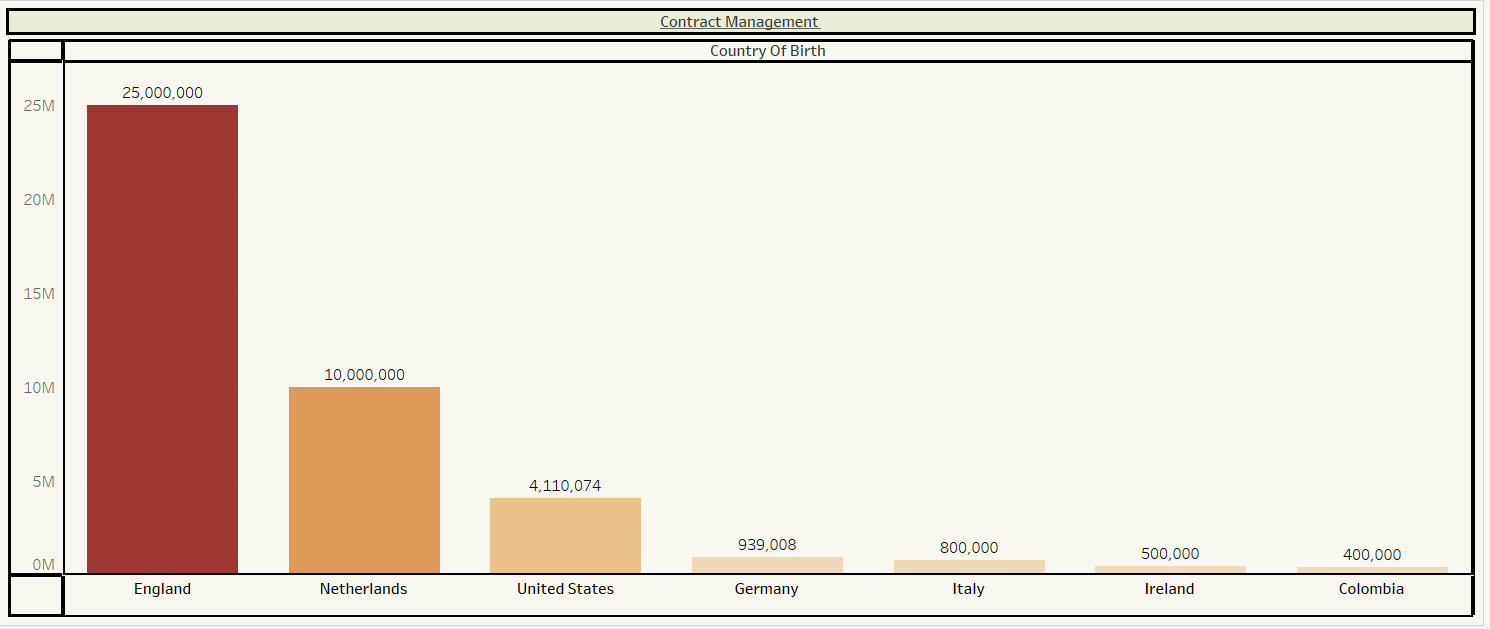 Contract Management
Country Of Birth
25M
20M
15M
10M
5M
0M
25,000,000
10,000,000
4,110,074
939,008
800,000
500,000
400,000
England
Netherlands
United States
Germany
Italy
Ireland
Colombia